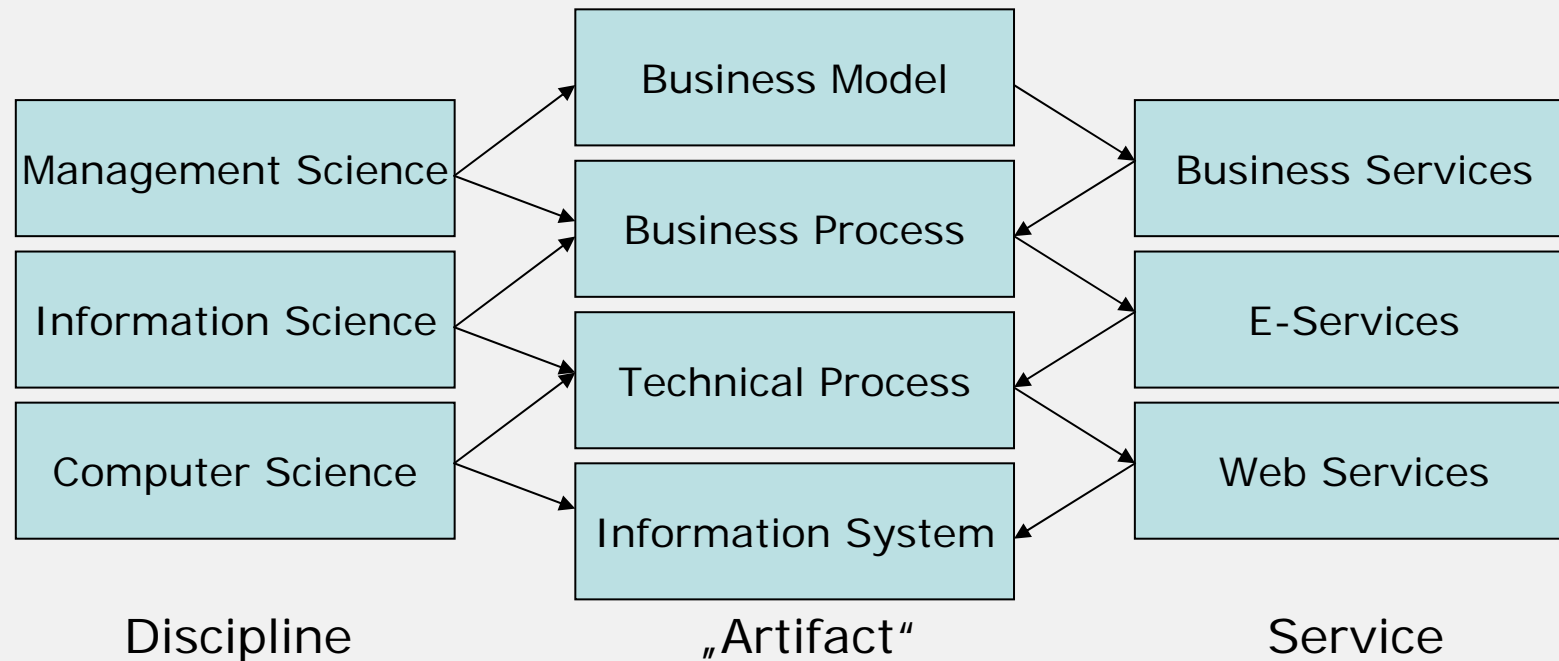 Business Model
Management Science
Business Services
Business Process
Information Science
E-Services
Technical Process
Computer Science
Web Services
Information System
Discipline
„Artifact“
Service